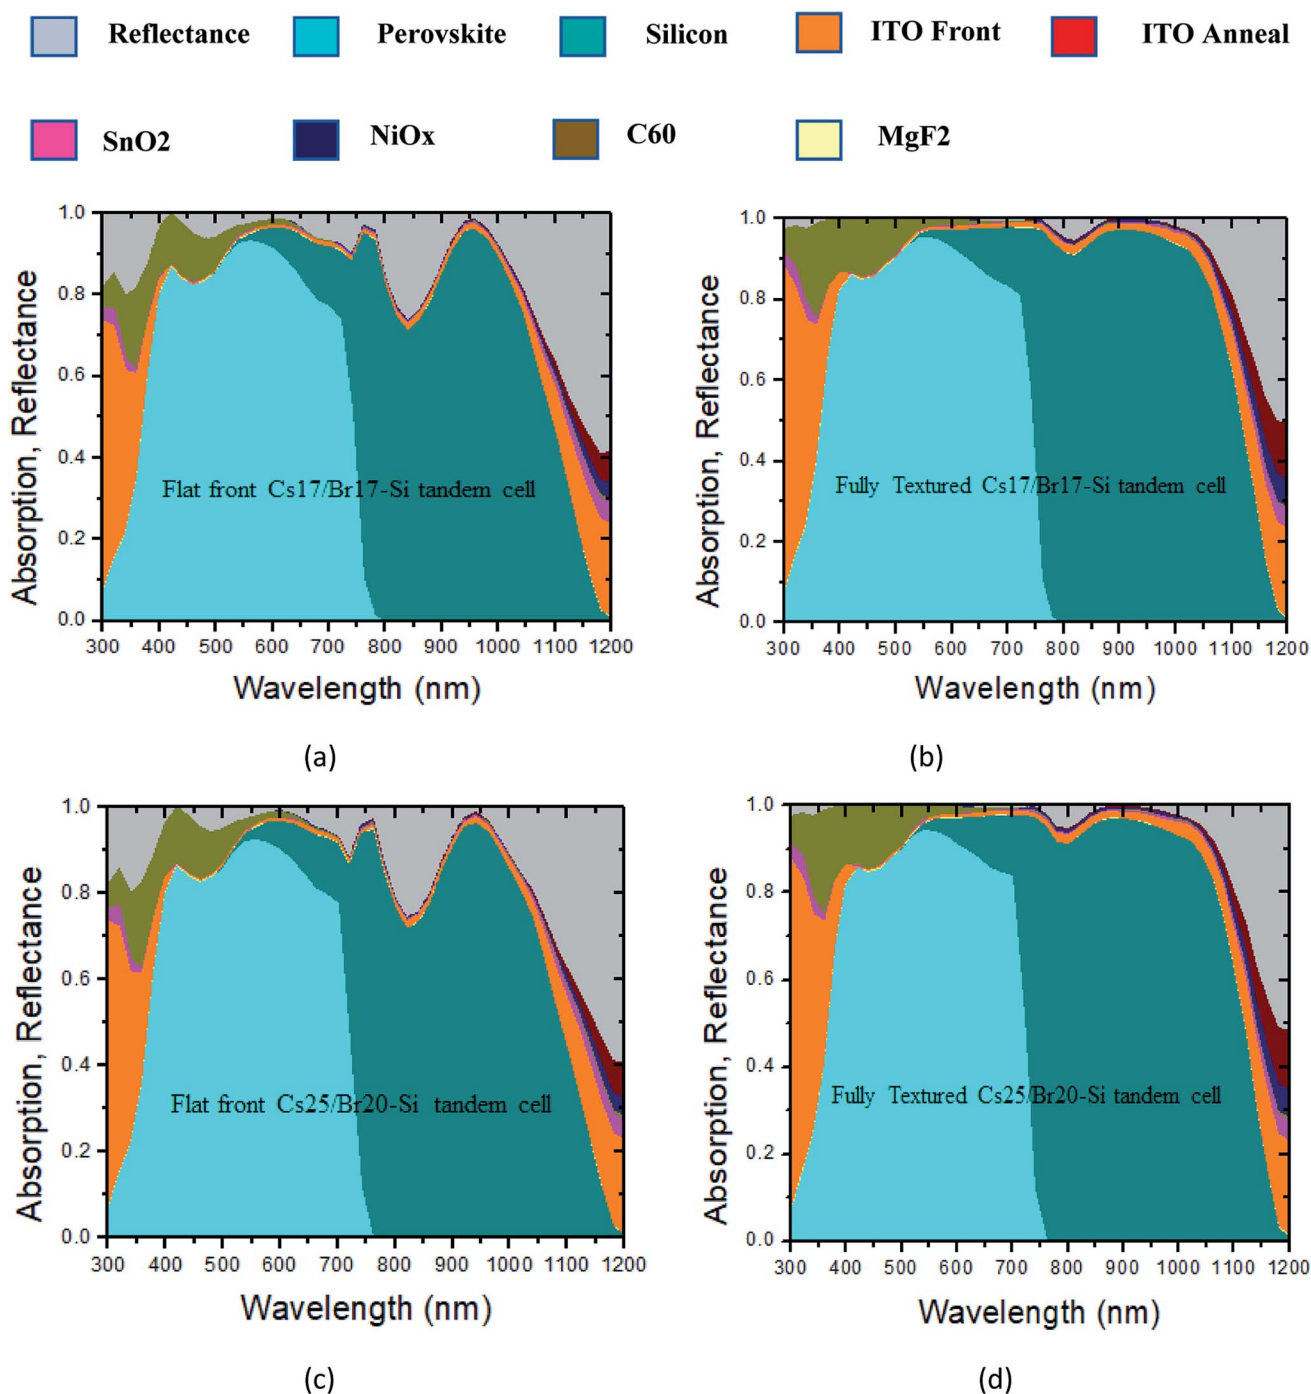 Reflectance Perovskite Silicon ITO Front ITO Anneal
SnO2 NiOx C60 MgF2
Absorption, Reflectance
1.0
0.8
0.6
0.4
0.2
0.0
Flat front Cs17/Br17-Si tandem cell
300 400 500 600 700 800 900 1000 1100 1200
Wavelength (nm)
(a)
Absorption, Reflectance
1.0
0.8
0.6
0.4
0.2
0.0
Fully Textured Cs17/Br17-Si tandem cell
300 400 500 600 700 800 900 1000 1100 1200
Wavelength (nm)
(b)
Absorption, Reflectance
1.0
0.8
0.6
0.4
0.2
0.0
Flat front Cs25/Br20-Si tandem cell
300 400 500 600 700 800 900 1000 1100 1200
Wavelength (nm)
(c)
Absorption, Reflectance
1.0
0.8
0.6
0.4
0.2
0.0
Fully Textured Cs25/Br20-Si tandem cell
300 400 500 600 700 800 900 1000 1100 1200
Wavelength (nm)
(d)